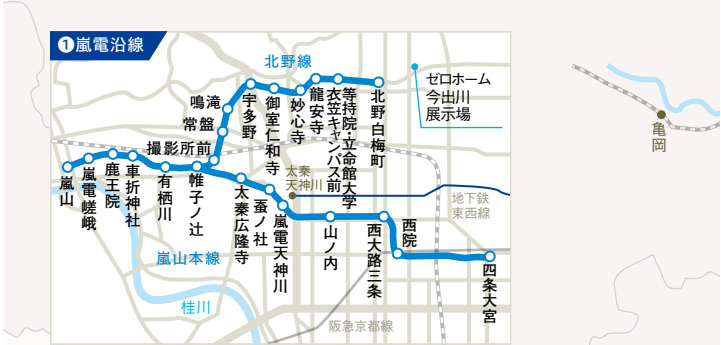 ❶嵐電沿線
北野線
ゼロホーム
今出川
展示場
鳴滝
常盤
撮影所前
宇多野
御室仁和寺
妙心寺
龍安寺
等持院・立命館大学
衣笠キャンパス前
北野白梅町
嵐山
嵐電嵯峨
鹿王院
車折神社
有栖川
帷子ノ辻
太秦広隆寺
蚕ノ社
嵐電天神川
太秦
天神川
山ノ内
西大路三条
西院
四条大宮
地下鉄
東西線
嵐山本線
桂川
阪急京都線
亀岡